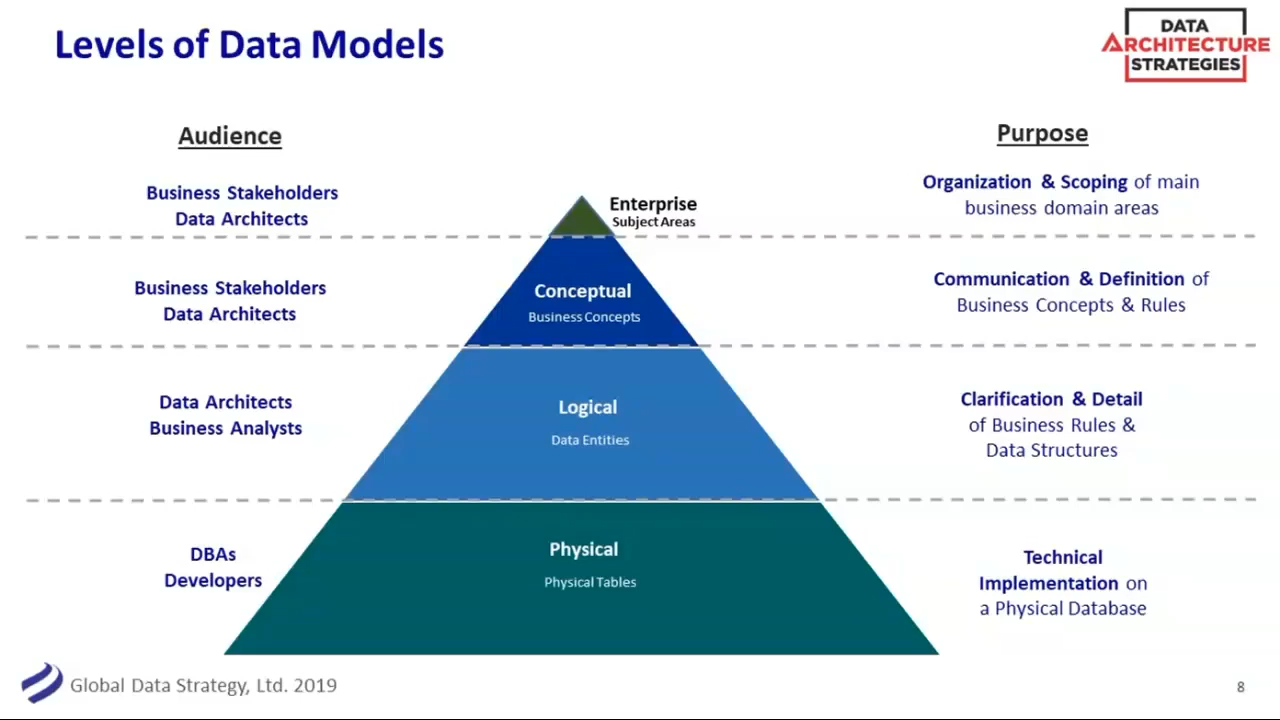 Levels of Data Models
DATA
ARCHITECTURE
STRATEGIES
Audience
Purpose
Business Stakeholders
Data Architects
Enterprise
Subject Areas
Organization & Scoping of main
business domain areas
Business Stakeholders
Data Architects
Conceptual
Business Concepts
Communication & Definition of
Business Concepts & Rules
Data Architects
Business Analysts
Logical
Data Entities
Clarification & Detail
of Business Rules &
Data Structures
DBAs
Developers
Physical
Physical Tables
Technical
Implementation on
a Physical Database
Global Data Strategy, Ltd. 2019
8